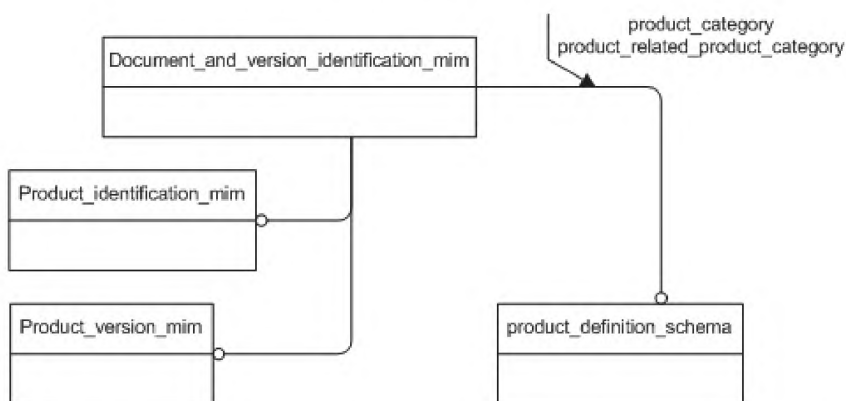 product_category
product_related_product_category
Document_and_version_identification_mim
Product_identification_mim
Product_version_mim
product_definition_schema